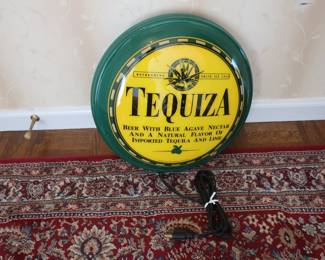 TEQUIZA
BEER WITH BLUE AGAVE NECTAR
AND A NATURAL FLAVOR OF
IMPORTED TEQUILA AND LIME